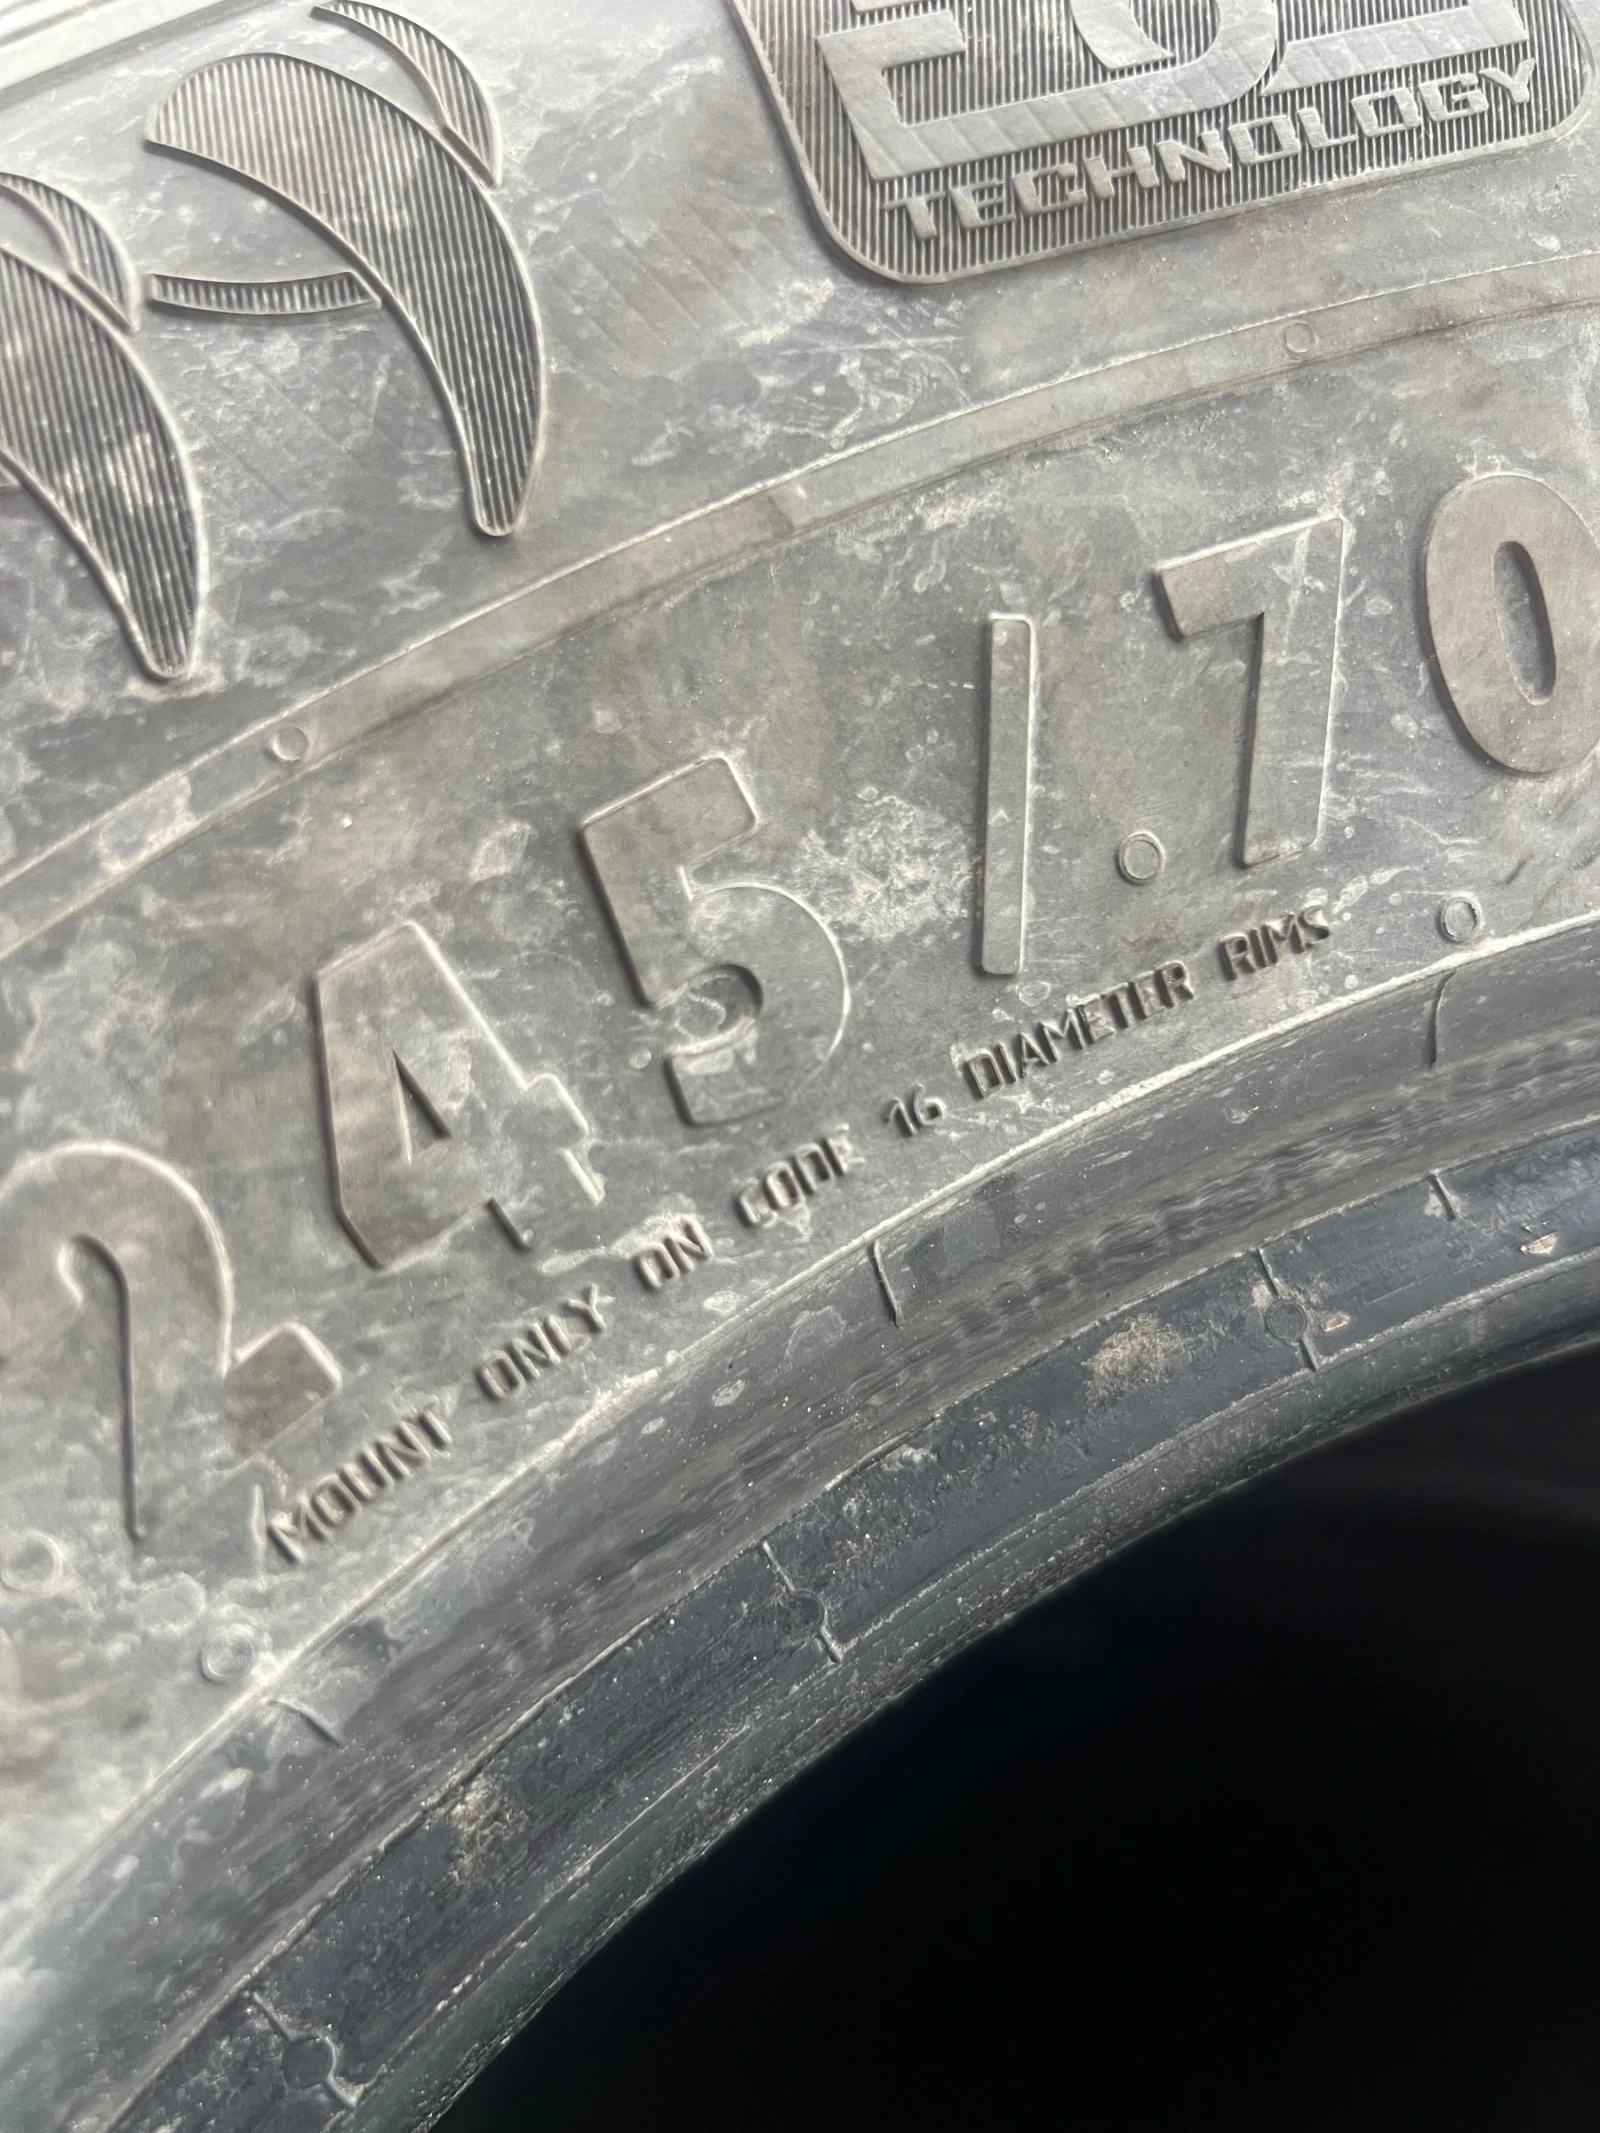 TECHNOLOGY
245/70
MOUNT ONLY ON CODE 16 DIAMETER RIMS